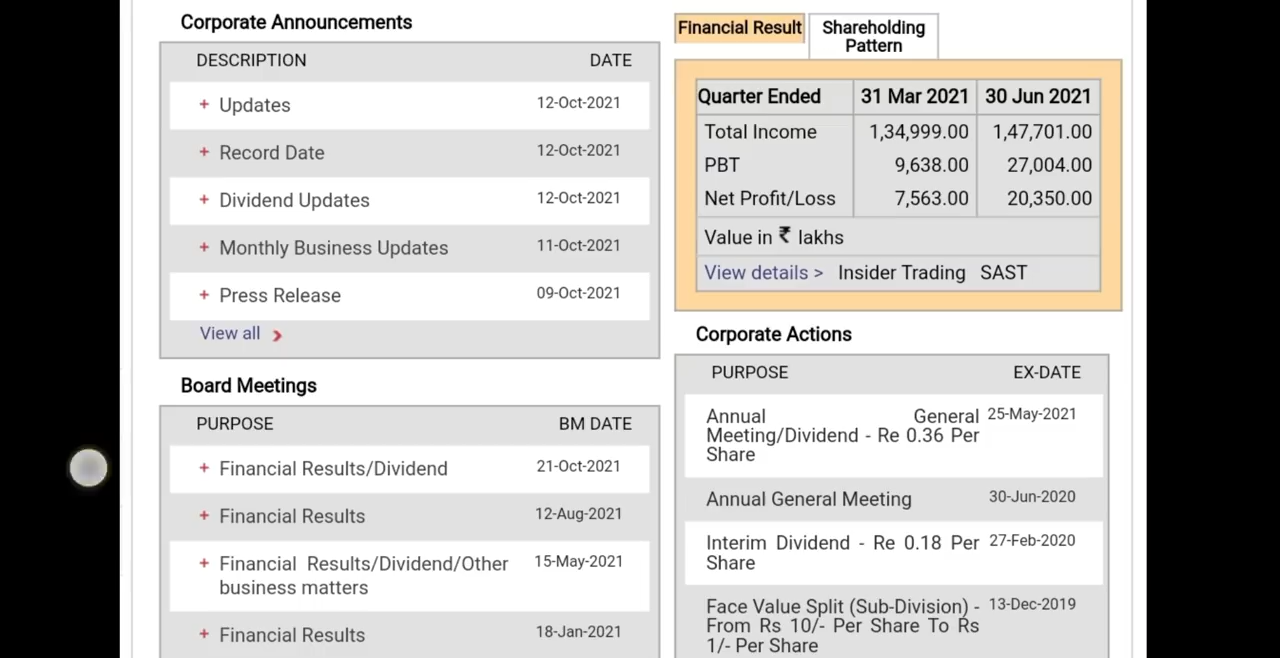 Corporate Announcements
DESCRIPTION DATE
+ Updates 12-Oct-2021
+ Record Date 12-Oct-2021
+ Dividend Updates 12-Oct-2021
+ Monthly Business Updates 11-Oct-2021
+ Press Release 09-Oct-2021
View all
Board Meetings
PURPOSE BM DATE
+ Financial Results/Dividend 21-Oct-2021
+ Financial Results 12-Aug-2021
+ Financial Results/Dividend/Other 15-May-2021
business matters
+ Financial Results 18-Jan-2021
Financial Result
Shareholding
Pattern
Quarter Ended 31 Mar 2021 30 Jun 2021
Total Income 1,34,999.00 1,47,701.00
PBT 9,638.00 27,004.00
Net Profit/Loss 7,563.00 20,350.00
Value in ₹ lakhs
View details > Insider Trading SAST
Corporate Actions
PURPOSE EX-DATE
Annual General 25-May-2021
Meeting/Dividend - Re 0.36 Per
Share
Annual General Meeting 30-Jun-2020
Interim Dividend - Re 0.18 Per 27-Feb-2020
Share
Face Value Split (Sub-Division) - 13-Dec-2019
From Rs 10/- Per Share To Rs
1/- Per Share